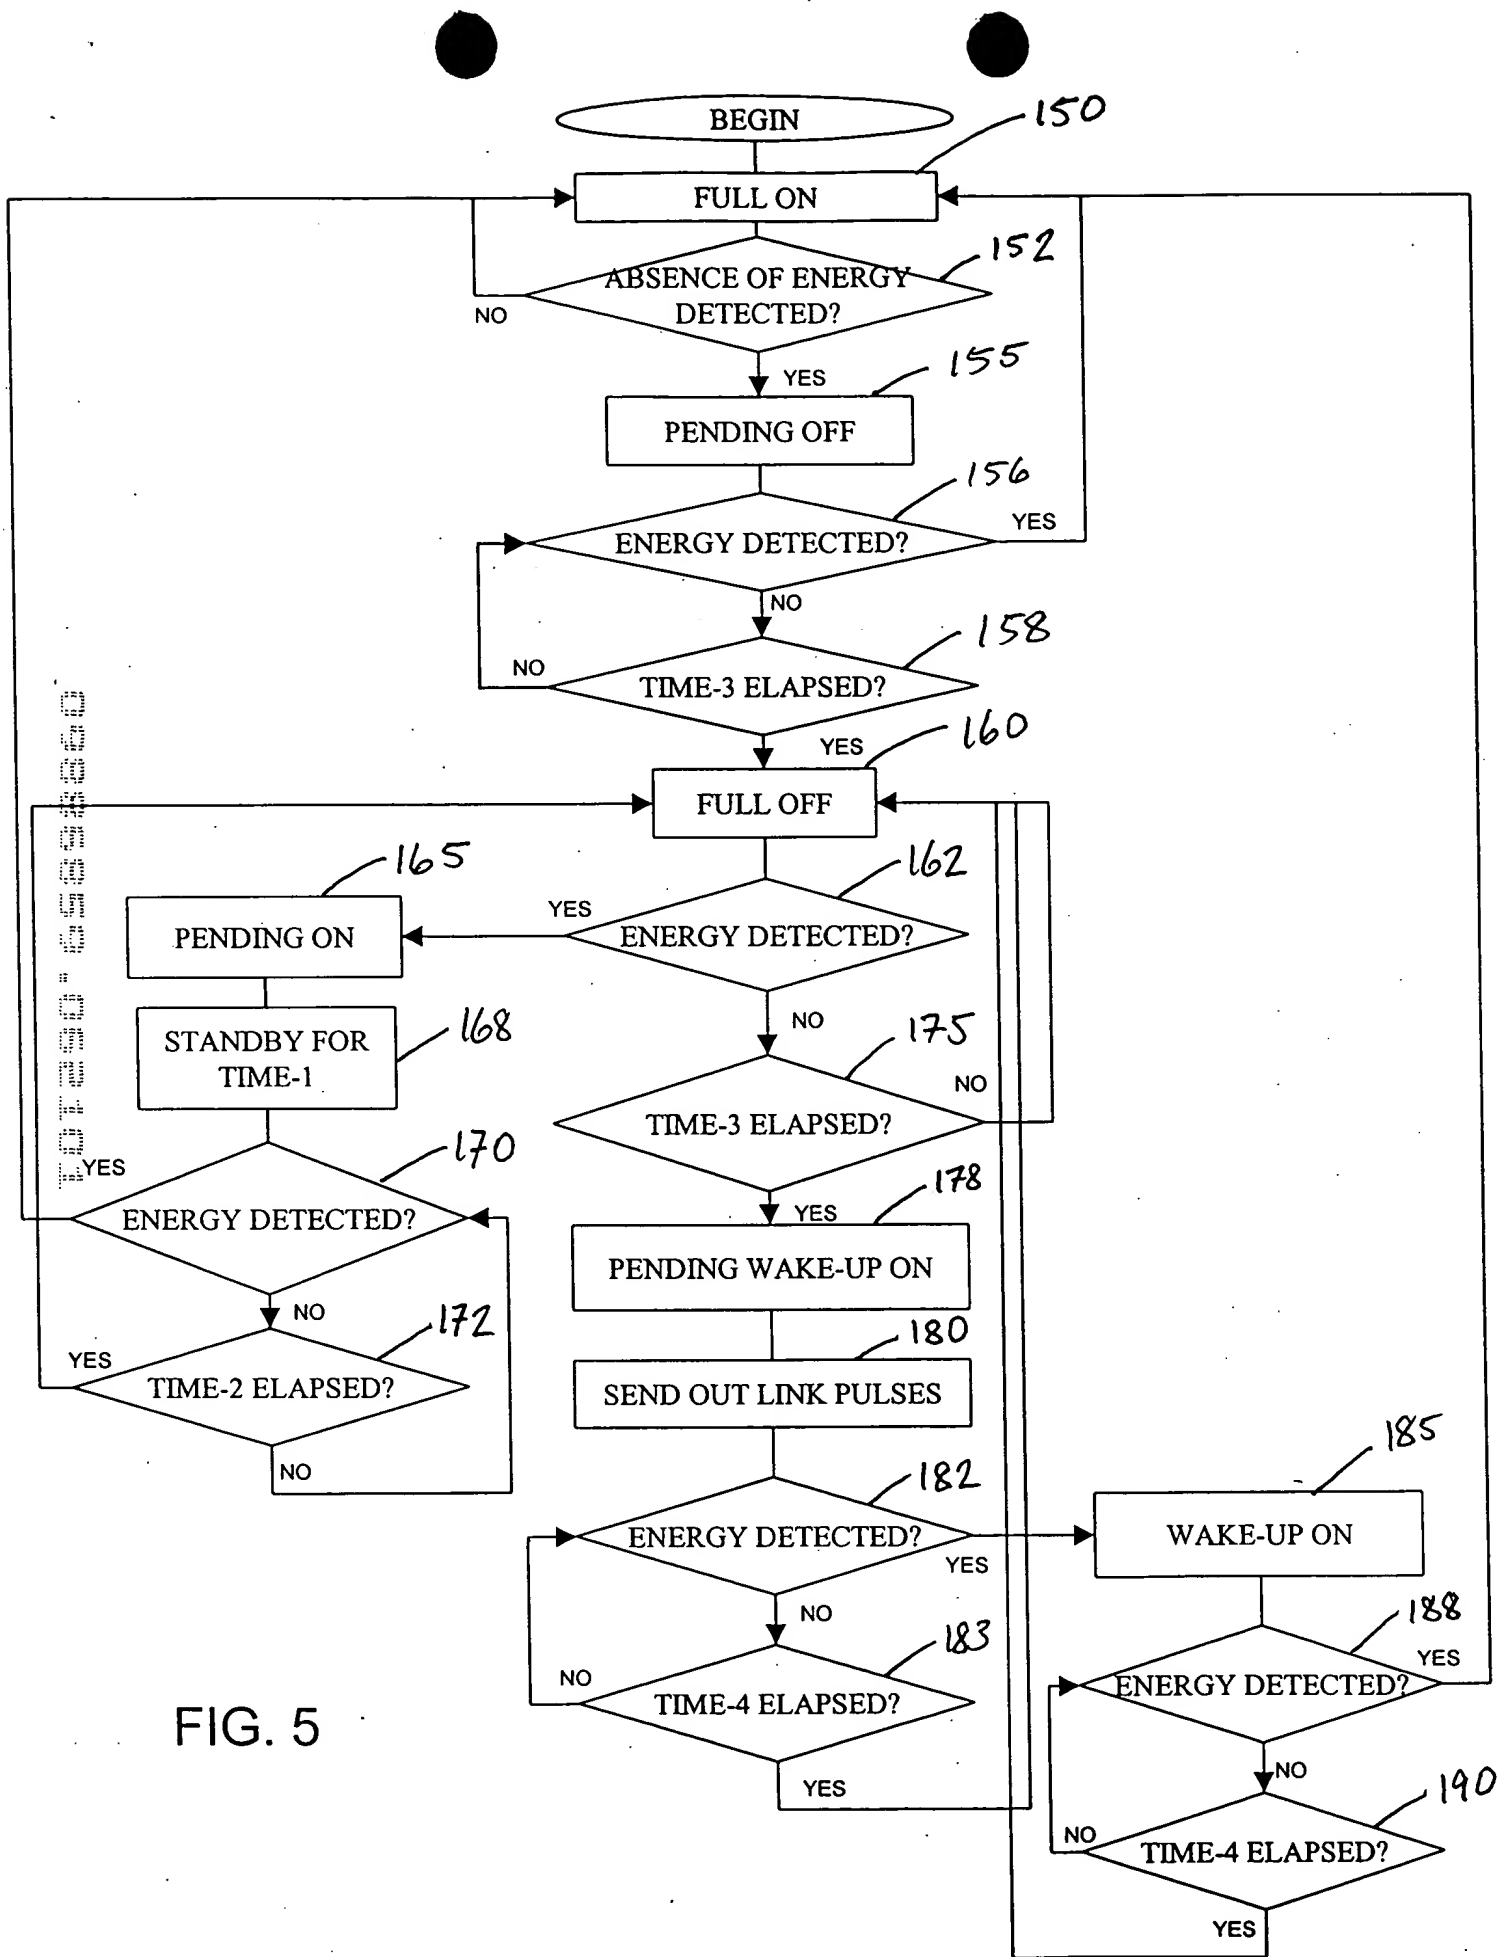 BEGIN
150
FULL ON
152
ABSENCE OF ENERGY
DETECTED?
NO
YES
155
PENDING OFF
156
ENERGY DETECTED?
YES
NO
158
TIME-3 ELAPSED?
NO
YES
160
FULL OFF
162
ENERGY DETECTED?
YES
165
PENDING ON
168
STANDBY FOR
TIME-1
170
YES
ENERGY DETECTED?
NO
172
YES
TIME-2 ELAPSED?
NO
NO
175
TIME-3 ELAPSED?
NO
YES
178
PENDING WAKE-UP ON
180
SEND OUT LINK PULSES
182
ENERGY DETECTED?
YES
NO
183
TIME-4 ELAPSED?
NO
YES
185
WAKE-UP ON
188
ENERGY DETECTED?
YES
NO
190
TIME-4 ELAPSED?
NO
YES
FIG. 5